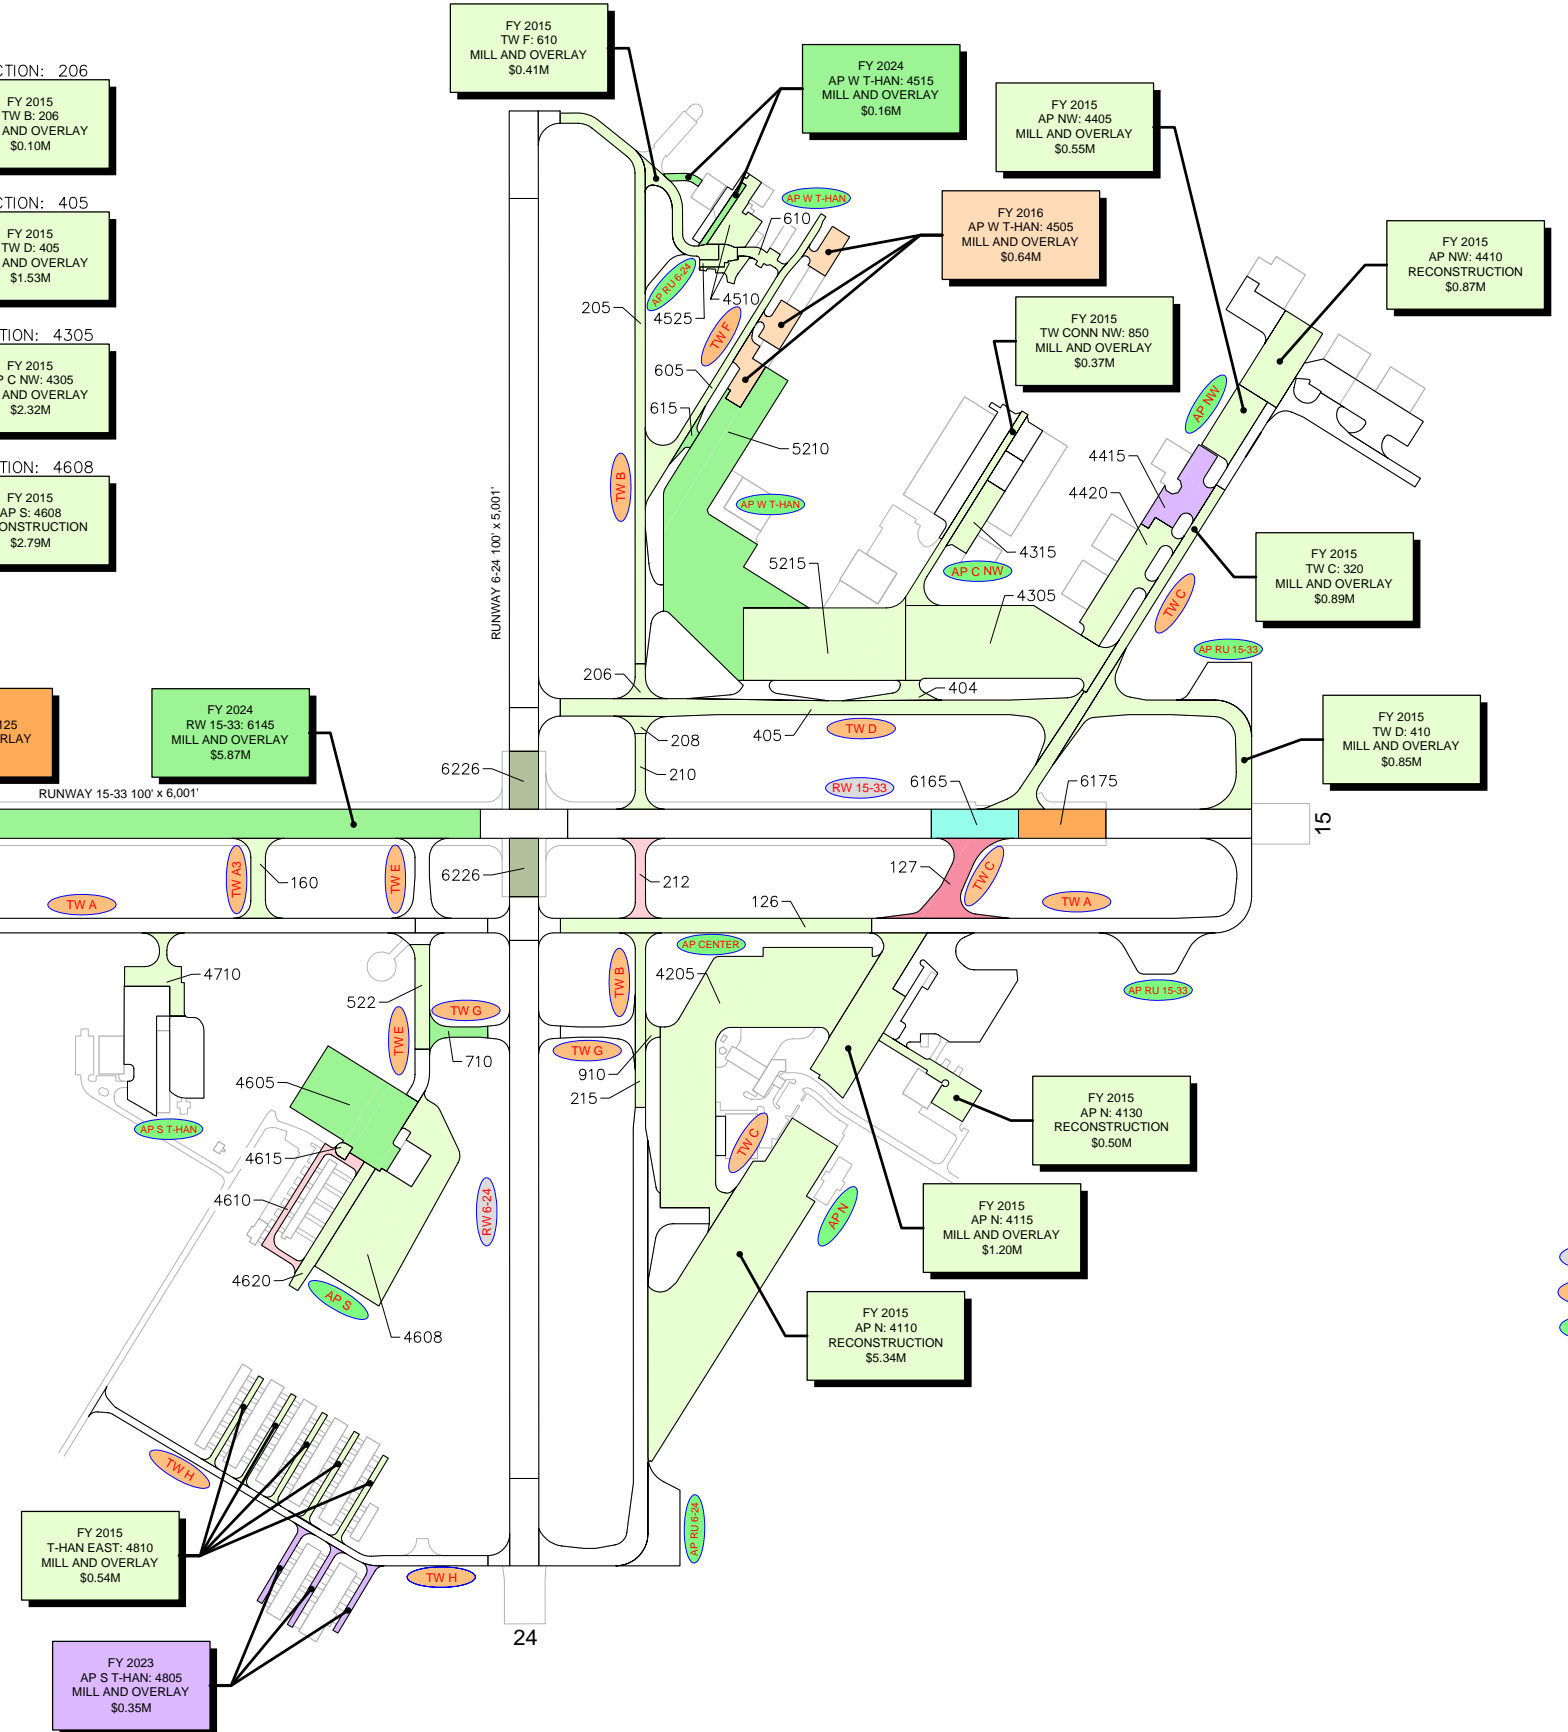 CTION: 206
FY 2015
TW B: 206
AND OVERLAY
$0.10M
CTION: 405
FY 2015
TW D: 405
AND OVERLAY
$1.53M
TION: 4305
FY 2015
C NW: 4305
AND OVERLAY
$2.32M
TION: 4608
FY 2015
AP S: 4608
ONSTRUCTION
$2.79M
125
RLAY
FY 2015
TW F: 610
MILL AND OVERLAY
$0.41M
FY 2024
AP W T-HAN: 4515
MILL AND OVERLAY
$0.16M
FY 2015
AP NW: 4405
MILL AND OVERLAY
$0.55M
FY 2016
AP W T-HAN: 4505
MILL AND OVERLAY
$0.64M
FY 2015
AP NW: 4410
RECONSTRUCTION
$0.87M
FY 2015
TW CONN NW: 850
MILL AND OVERLAY
$0.37M
FY 2015
TW C: 320
MILL AND OVERLAY
$0.89M
FY 2024
RW 15-33: 6145
MILL AND OVERLAY
$5.87M
FY 2015
TW D: 410
MILL AND OVERLAY
$0.85M
AP W T-HAN
610
AP RU 6-24
4510
4525
205
TW F
605
615
5210
TW B
AP W T-HAN
RUNWAY 6-24 100' x 5,001'
AP NW
4415
4420
4315
AP C NW
5215
4305
TW C
AP RU 15-33
206
404
405
TW D
208
210
6226
RW 15-33
6165
6175
RUNWAY 15-33 100' x 6,001'
15
TW A3
160
TW E
6226
212
127
TW C
TW A
TW A
126
AP CENTER
4710
522
TW G
TW B
4205
AP RU 15-33
TW E
710
TW G
910
215
4605
AP S T-HAN
4615
4610
TW C
RW 6-24
AP N
4620
AP S
4608
FY 2015
AP N: 4130
RECONSTRUCTION
$0.50M
FY 2015
AP N: 4115
MILL AND OVERLAY
$1.20M
FY 2015
AP N: 4110
RECONSTRUCTION
$5.34M
TW H
AP RU 6-24
FY 2015
T-HAN EAST: 4810
MILL AND OVERLAY
$0.54M
TW H
24
FY 2023
AP S T-HAN: 4805
MILL AND OVERLAY
$0.35M